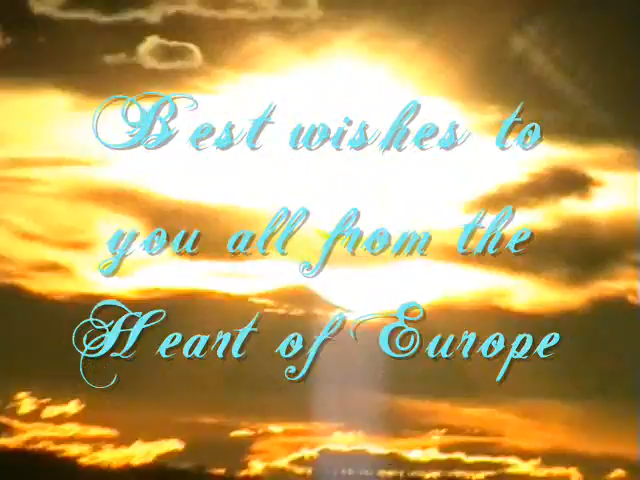 Best wishes to
you all from the
Heart of Europe